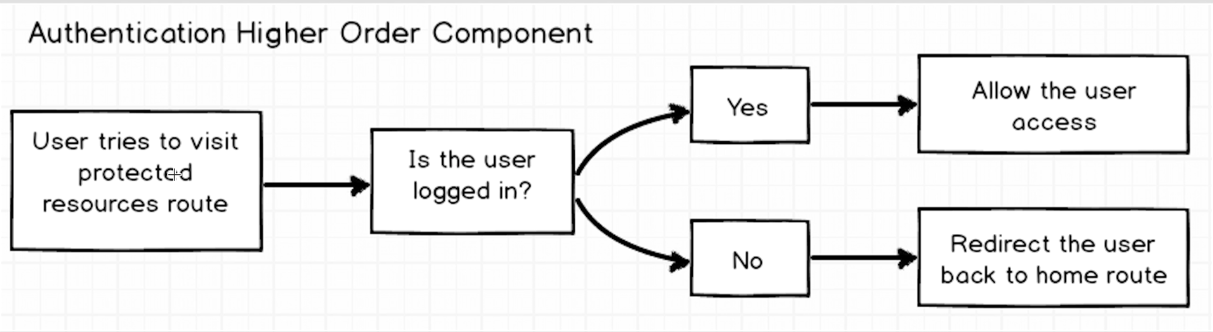 Authentication Higher Order Component
User tries to visit
protected
resources route
Is the user
logged in?
Yes
Allow the user
access
No
Redirect the user
back to home route